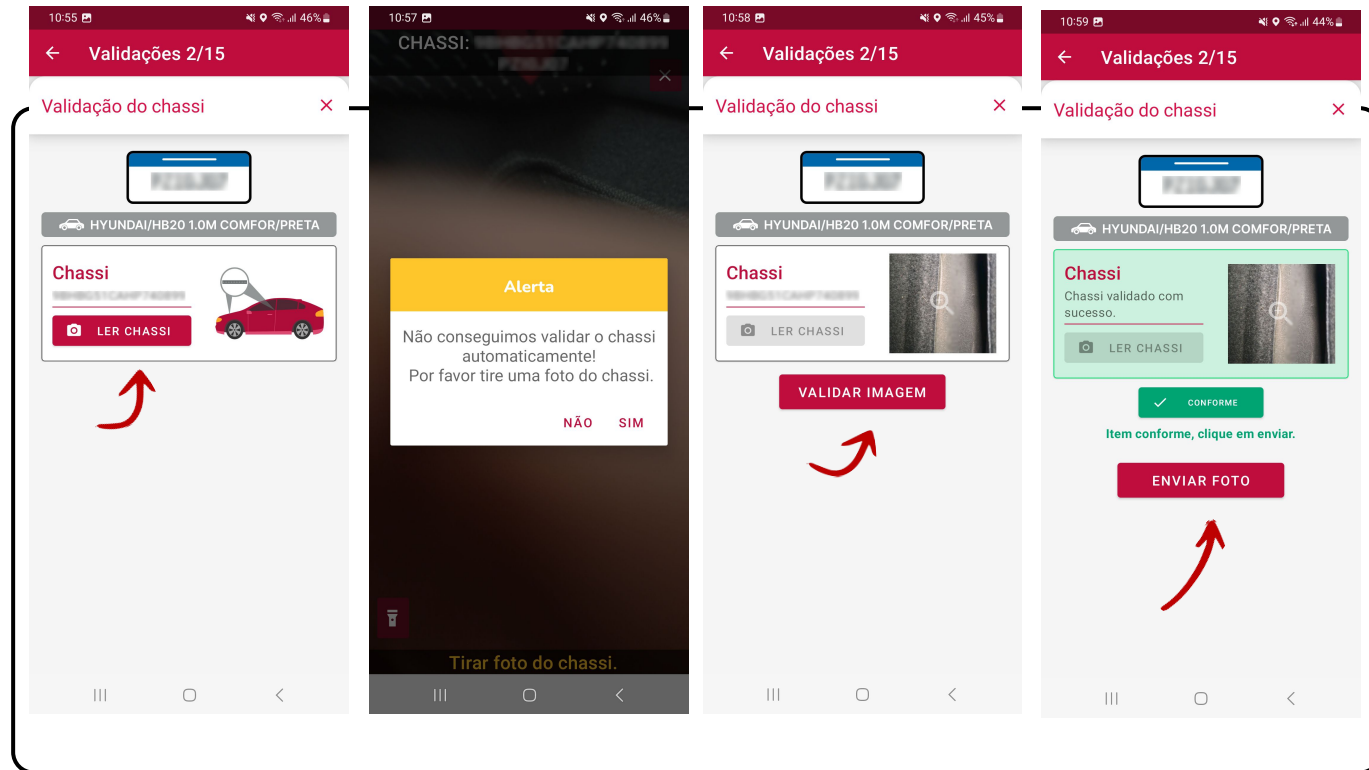 10:55 46%
Validações 2/15
Validação do chassi
HYUNDAI/HB20 1.0M COMFOR/PRETA
Chassi
LER CHASSI
10:57 46%
CHASSI:
Alerta
Não conseguimos validar o chassi
automaticamente!
Por favor tire uma foto do chassi.
NÃO SIM
Tirar foto do chassi.
10:58 45%
Validações 2/15
Validação do chassi
HYUNDAI/HB20 1.0M COMFOR/PRETA
Chassi
LER CHASSI
VALIDAR IMAGEM
10:59 44%
Validações 2/15
Validação do chassi
HYUNDAI/HB20 1.0M COMFOR/PRETA
Chassi
Chassi validado com
sucesso.
LER CHASSI
CONFORME
Item conforme, clique em enviar.
ENVIAR FOTO